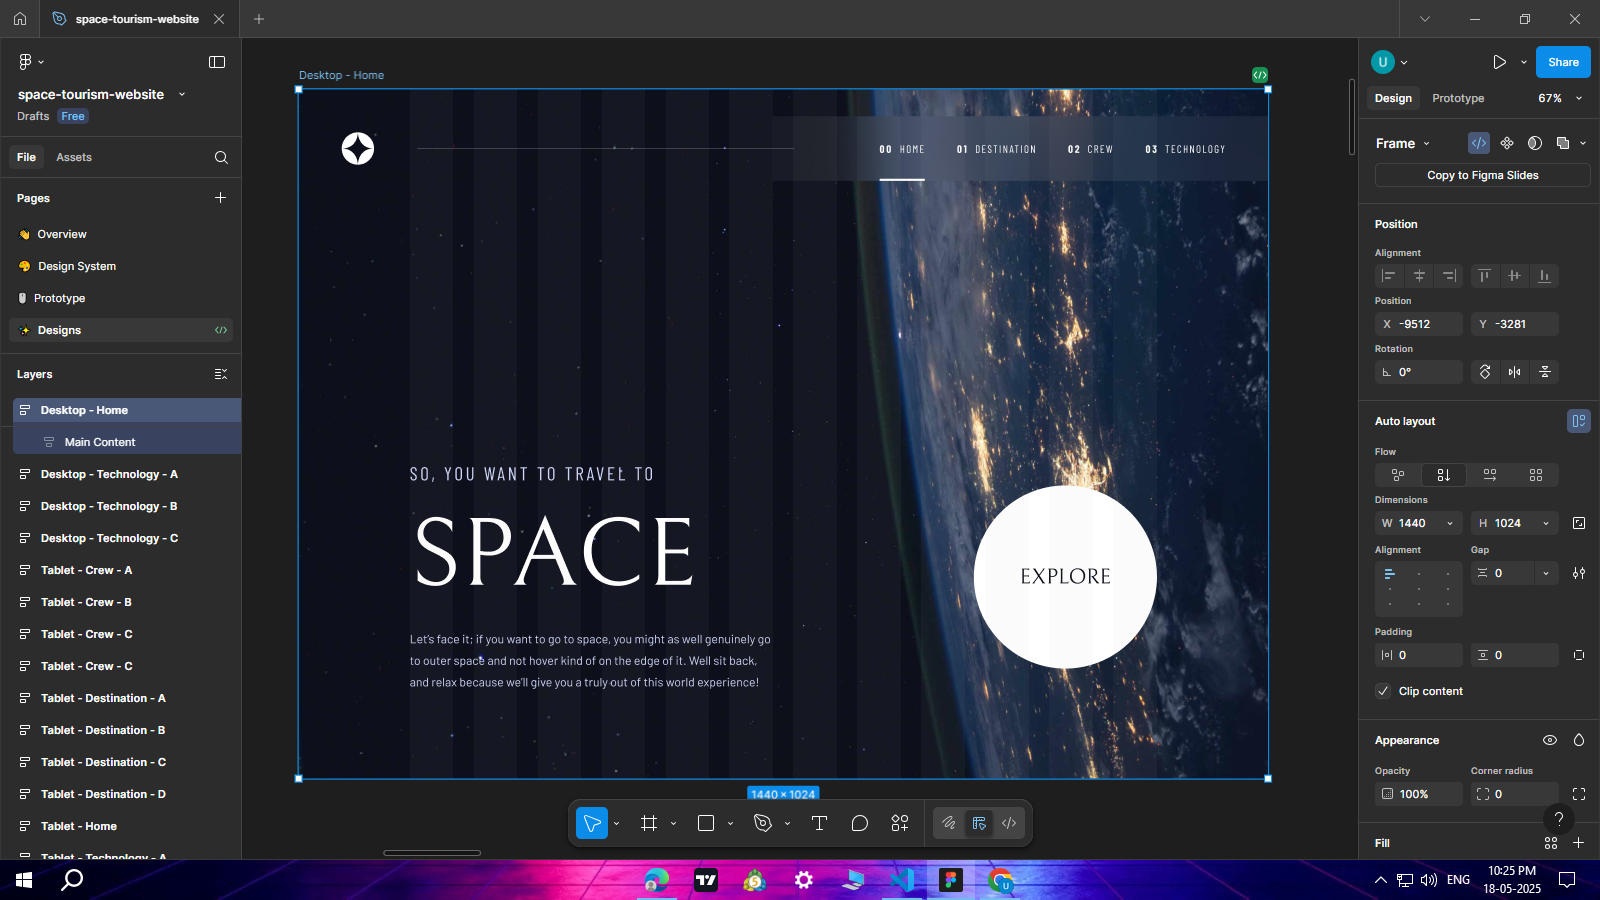 space-tourism-website
space-tourism-website
Drafts Free
File Assets
Pages
Overview
Design System
Prototype
Designs
Layers
Desktop - Home
Main Content
Desktop - Technology - A
Desktop - Technology - B
Desktop - Technology - C
Tablet - Crew - A
Tablet - Crew - B
Tablet - Crew - C
Tablet - Crew - C
Tablet - Destination - A
Tablet - Destination - B
Tablet - Destination - C
Tablet - Destination - D
Tablet - Home
Tablet - Technology - A
Desktop - Home
00 HOME 01 DESTINATION 02 CREW 03 TECHNOLOGY
SO, YOU WANT TO TRAVEL TO
SPACE
Let's face it; if you want to go to space, you might as well genuinely go
to outer space and not hover kind of on the edge of it. Well sit back,
and relax because we'll give you a truly out of this world experience!
EXPLORE
1440 × 1024
U
Share
Design Prototype 67%
Frame
Copy to Figma Slides
Position
Alignment
Position
X -9512 Y -3281
Rotation
0°
Auto layout
Flow
Dimensions
W 1440 H 1024
Alignment Gap
0
Padding
0 0
Clip content
Appearance
Opacity Corner radius
100% 0
?
Fill
U
ENG
10:25 PM
18-05-2025